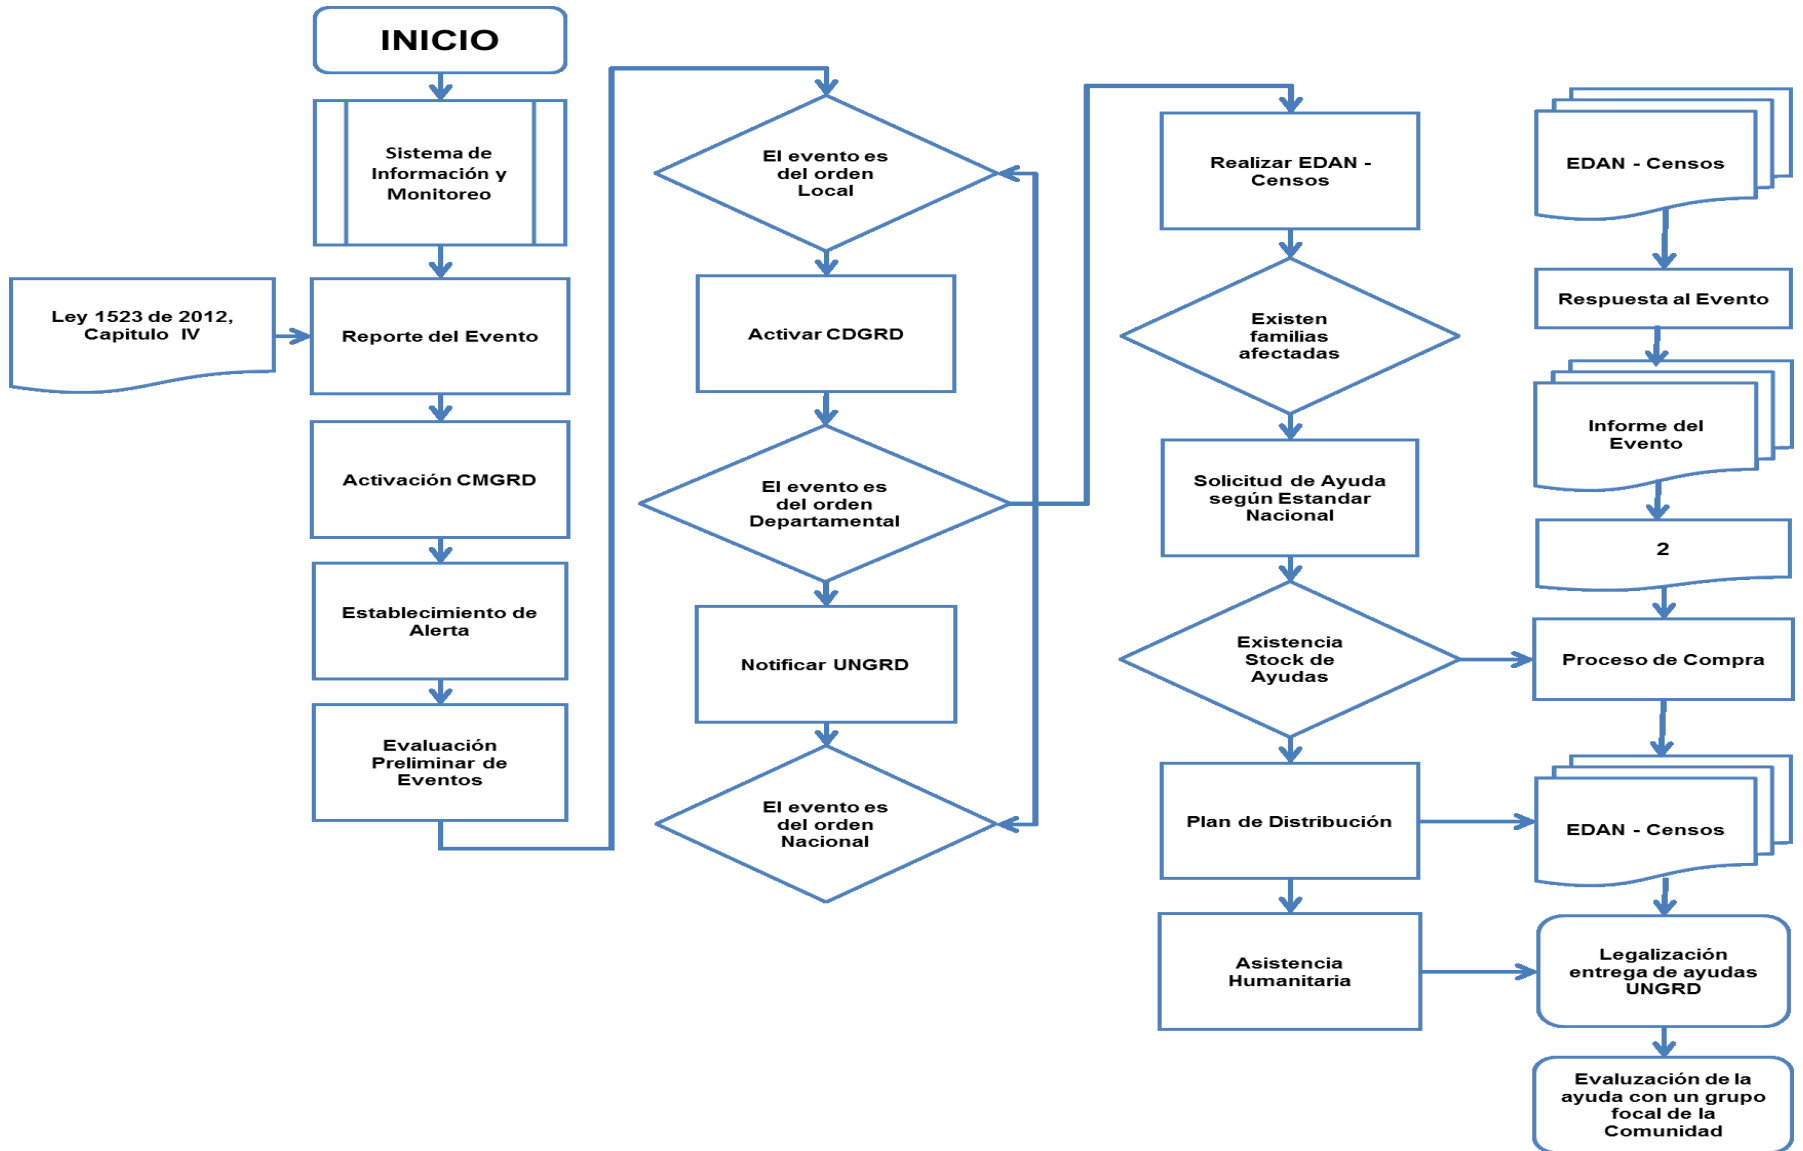 INICIO
Sistema de
Información y
Monitoreo
Ley 1523 de 2012,
Capitulo IV
Reporte del Evento
Activación CMGRD
Establecimiento de
Alerta
Evaluación
Preliminar de
Eventos
El evento es
del orden
Local
Activar CDGRD
El evento es
del orden
Departamental
Notificar UNGRD
El evento es
del orden
Nacional
Realizar EDAN -
Censos
Existen
familias
afectadas
Solicitud de Ayuda
según Estandar
Nacional
Existencia
Stock de
Ayudas
Plan de Distribución
Asistencia
Humanitaria
EDAN - Censos
Respuesta al Evento
Informe del
Evento
2
Proceso de Compra
EDAN - Censos
Legalización
entrega de ayudas
UNGRD
Evaluzación de la
ayuda con un grupo
focal de la
Comunidad